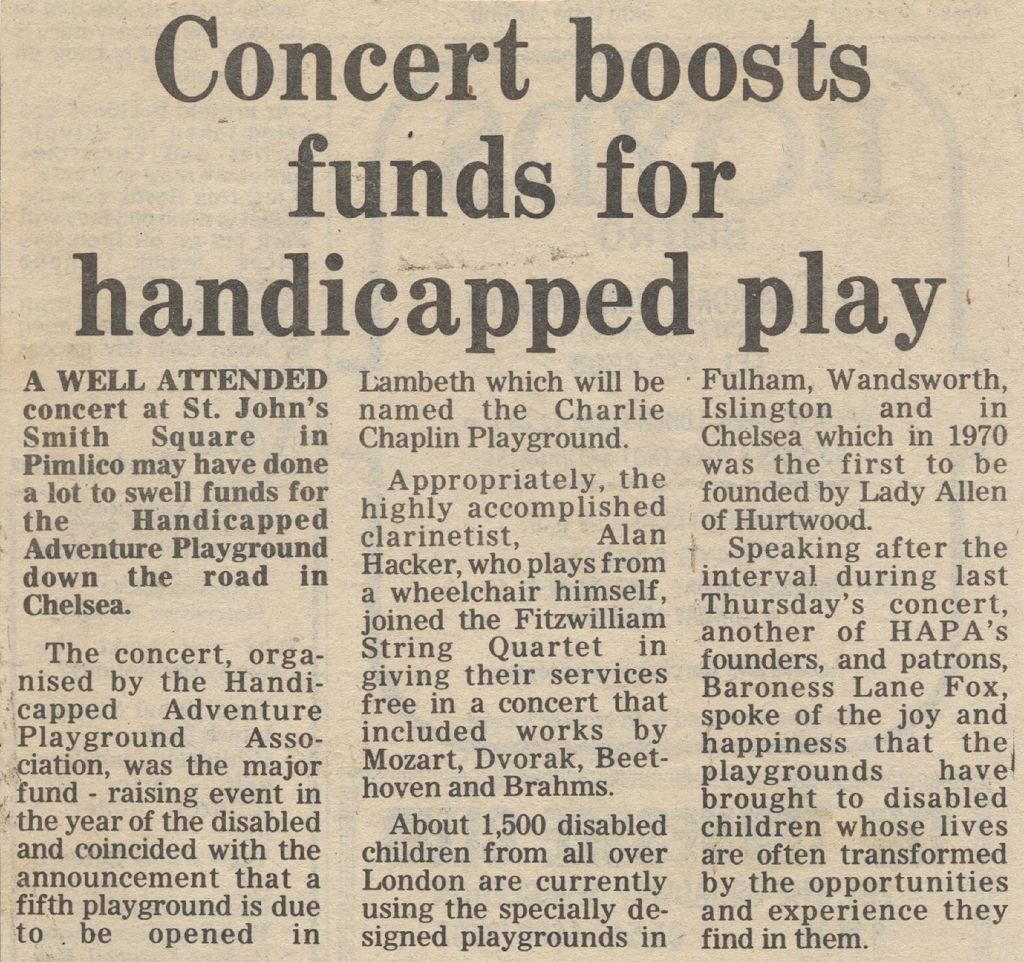 Concert boosts
funds for
handicapped play
A WELL ATTENDED
concert at St. John's
Smith Square in
Pimlico may have done
a lot to swell funds for
the Handicapped
Adventure Playground
down the road in
Chelsea.
The concert, orga-
nised by the Handi-
capped Adventure
Playground Asso-
ciation, was the major
fund - raising event in
the year of the disabled
and coincided with the
announcement that a
fifth playground is due
to be opened in
Lambeth which will be
named the Charlie
Chaplin Playground.
Appropriately, the
highly accomplished
clarinetist, Alan
Hacker, who plays from
a wheelchair himself,
joined the Fitzwilliam
String Quartet in
giving their services
free in a concert that
included works by
Mozart, Dvorak, Beet-
hoven and Brahms.
About 1,500 disabled
children from all over
London are currently
using the specially de-
signed playgrounds in
Fulham, Wandsworth,
Islington and in
Chelsea which in 1970
was the first to be
founded by Lady Allen
of Hurtwood.
Speaking after the
interval during last
Thursday's concert,
another of HAPA's
founders, and patrons,
Baroness Lane Fox,
spoke of the joy and
happiness that the
playgrounds have
brought to disabled
children whose lives
are often transformed
by the opportunities
and experience they
find in them.